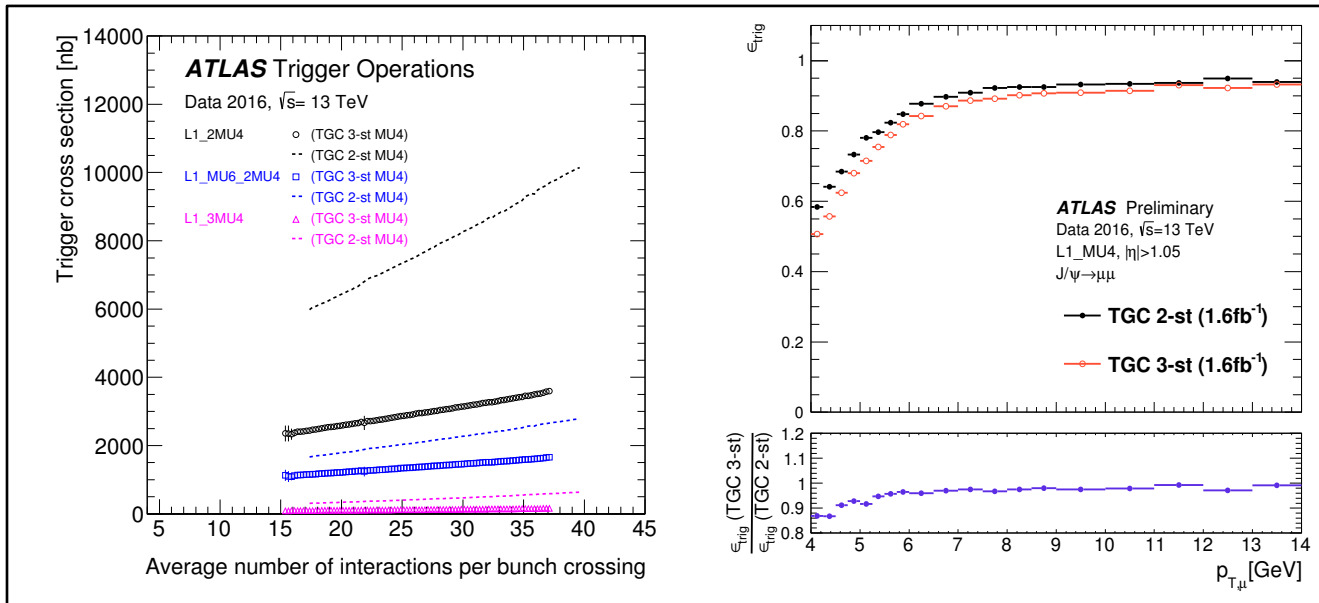 14000
12000
10000
8000
6000
4000
2000
0
Trigger cross section [nb]
ATLAS Trigger Operations
Data 2016, √s= 13 TeV
L1_2MU4 (TGC 3-st MU4)
(TGC 2-st MU4)
L1_MU6_2MU4 (TGC 3-st MU4)
(TGC 2-st MU4)
L1_3MU4 (TGC 3-st MU4)
(TGC 2-st MU4)
5 10 15 20 25 30 35 40 45
Average number of interactions per bunch crossing
ϵtrig
1
0.8
0.6
0.4
0.2
0
ATLAS Preliminary
Data 2016, √s=13 TeV
L1_MU4, |η|>1.05
J/ψ→μμ
TGC 2-st (1.6fb⁻¹)
TGC 3-st (1.6fb⁻¹)
1.2
1.1
1.0
0.9
0.8
ϵtrig (TGC 3-st)
ϵtrig (TGC 2-st)
4 5 6 7 8 9 10 11 12 13 14
pT,μ[GeV]